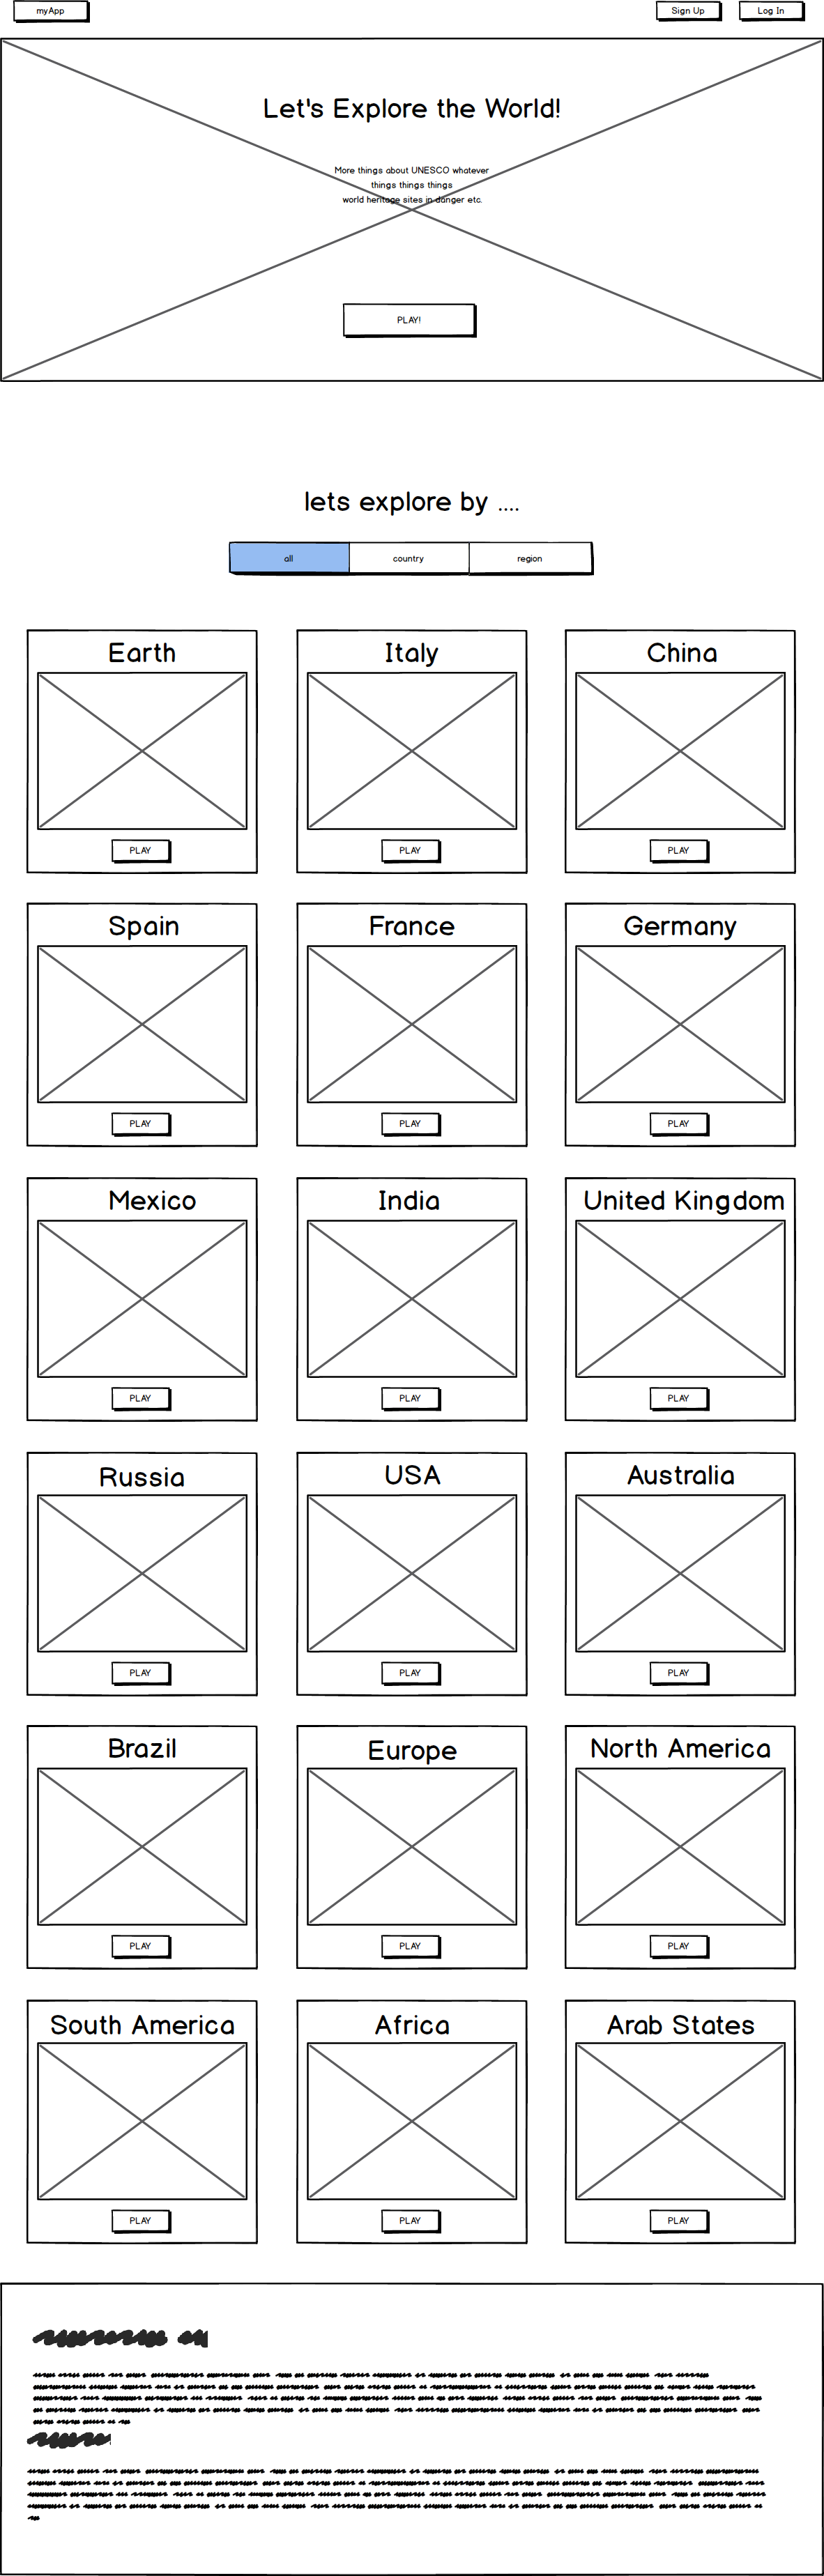 myApp
Sign Up
Log In
Let's Explore the World!
More things about UNESCO whatever
things things things
world heritage sites in danger etc.
PLAY!
lets explore by ....
all
country
region
Earth
Italy
China
PLAY
PLAY
PLAY
Spain
France
Germany
PLAY
PLAY
PLAY
Mexico
India
United Kingdom
PLAY
PLAY
PLAY
Russia
USA
Australia
PLAY
PLAY
PLAY
Brazil
Europe
North America
PLAY
PLAY
PLAY
South America
Africa
Arab States
PLAY
PLAY
PLAY